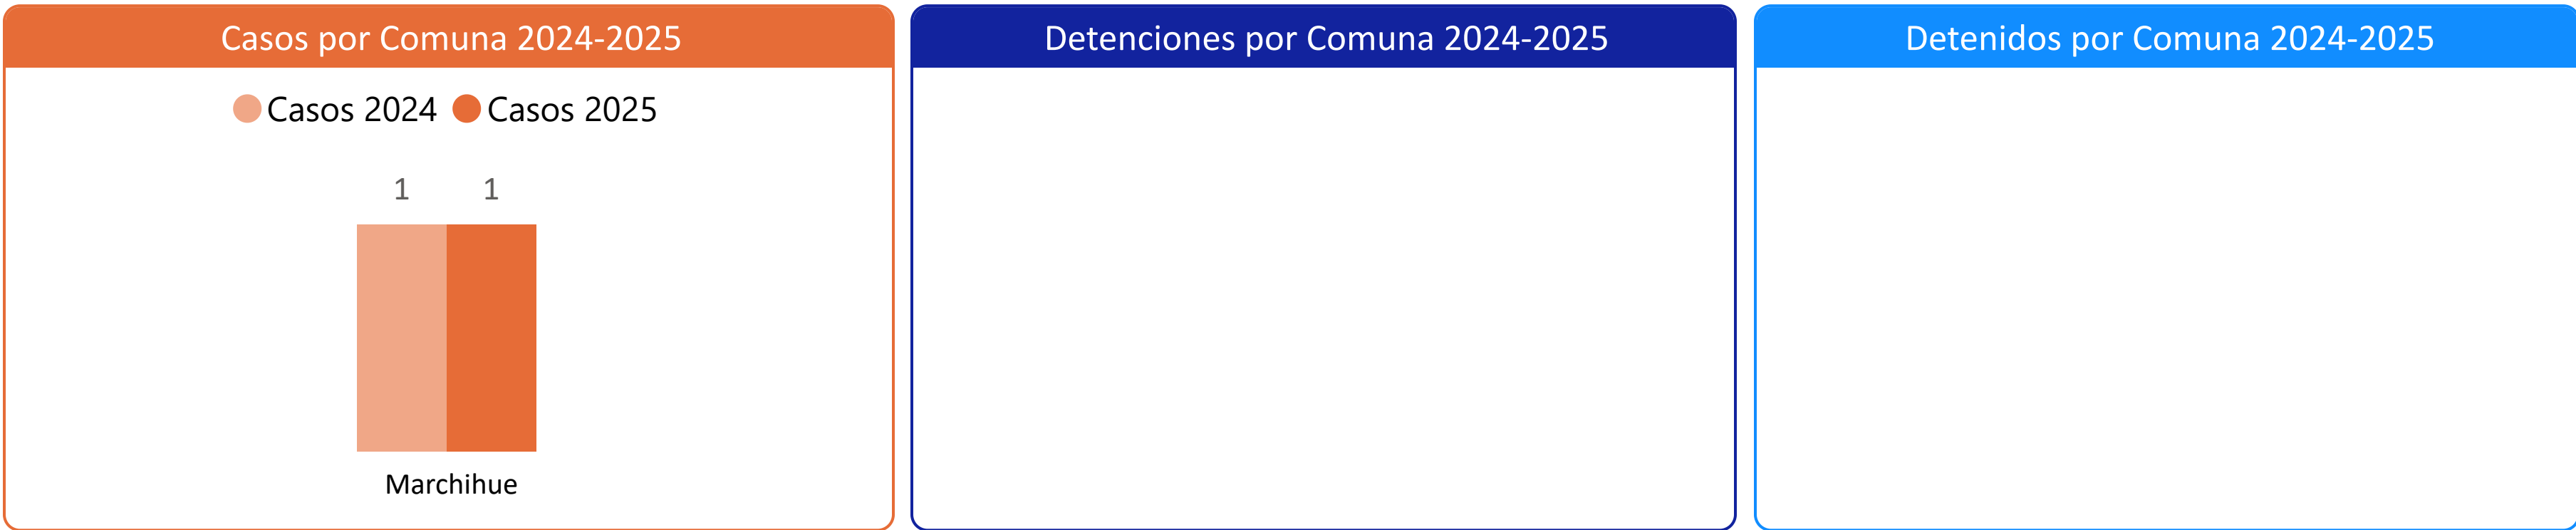 Casos por Comuna 2024-2025
Casos 2024 Casos 2025
1 1
Marchihue
Detenciones por Comuna 2024-2025
Detenidos por Comuna 2024-2025